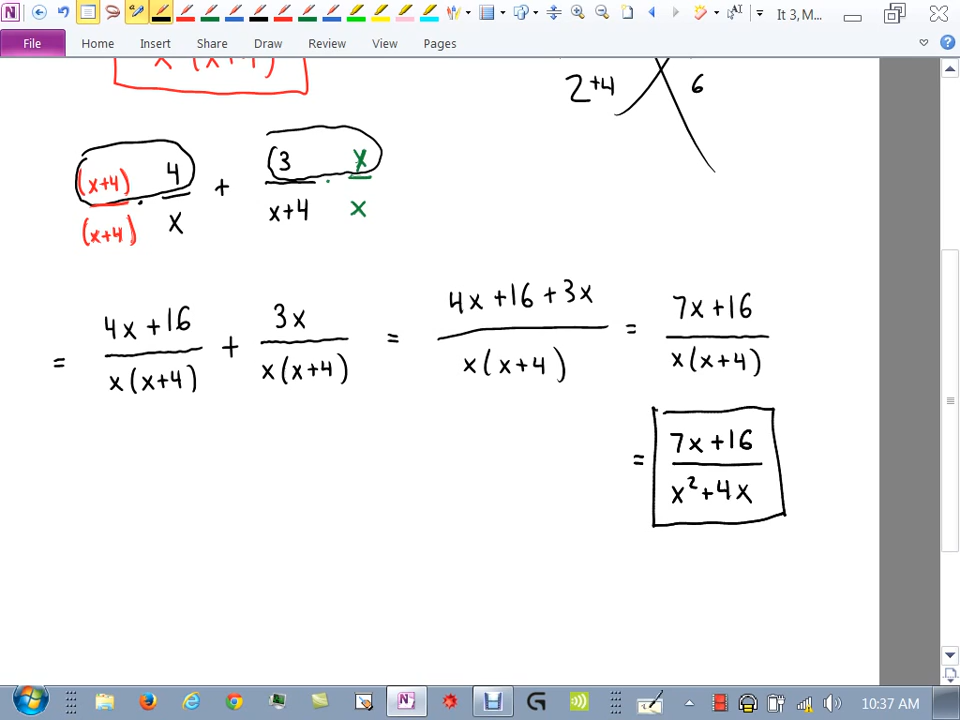 It 3, M...
File Home Insert Share Draw Review View Pages
x (x+4)
2+4 6
(x+4)/(x+4) · 4/x + (3/(x+4) · x/x
= (4x+16)/(x(x+4)) + 3x/(x(x+4)) = (4x+16+3x)/(x(x+4)) = (7x+16)/(x(x+4))
= (7x+16)/(x²+4x)
10:37 AM